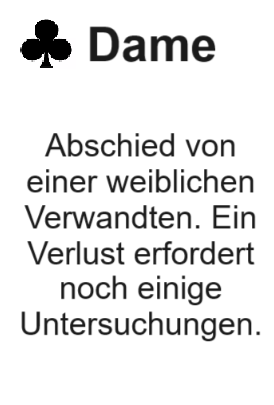 ♣ Dame
Abschied von
einer weiblichen
Verwandten. Ein
Verlust erfordert
noch einige
Untersuchungen.